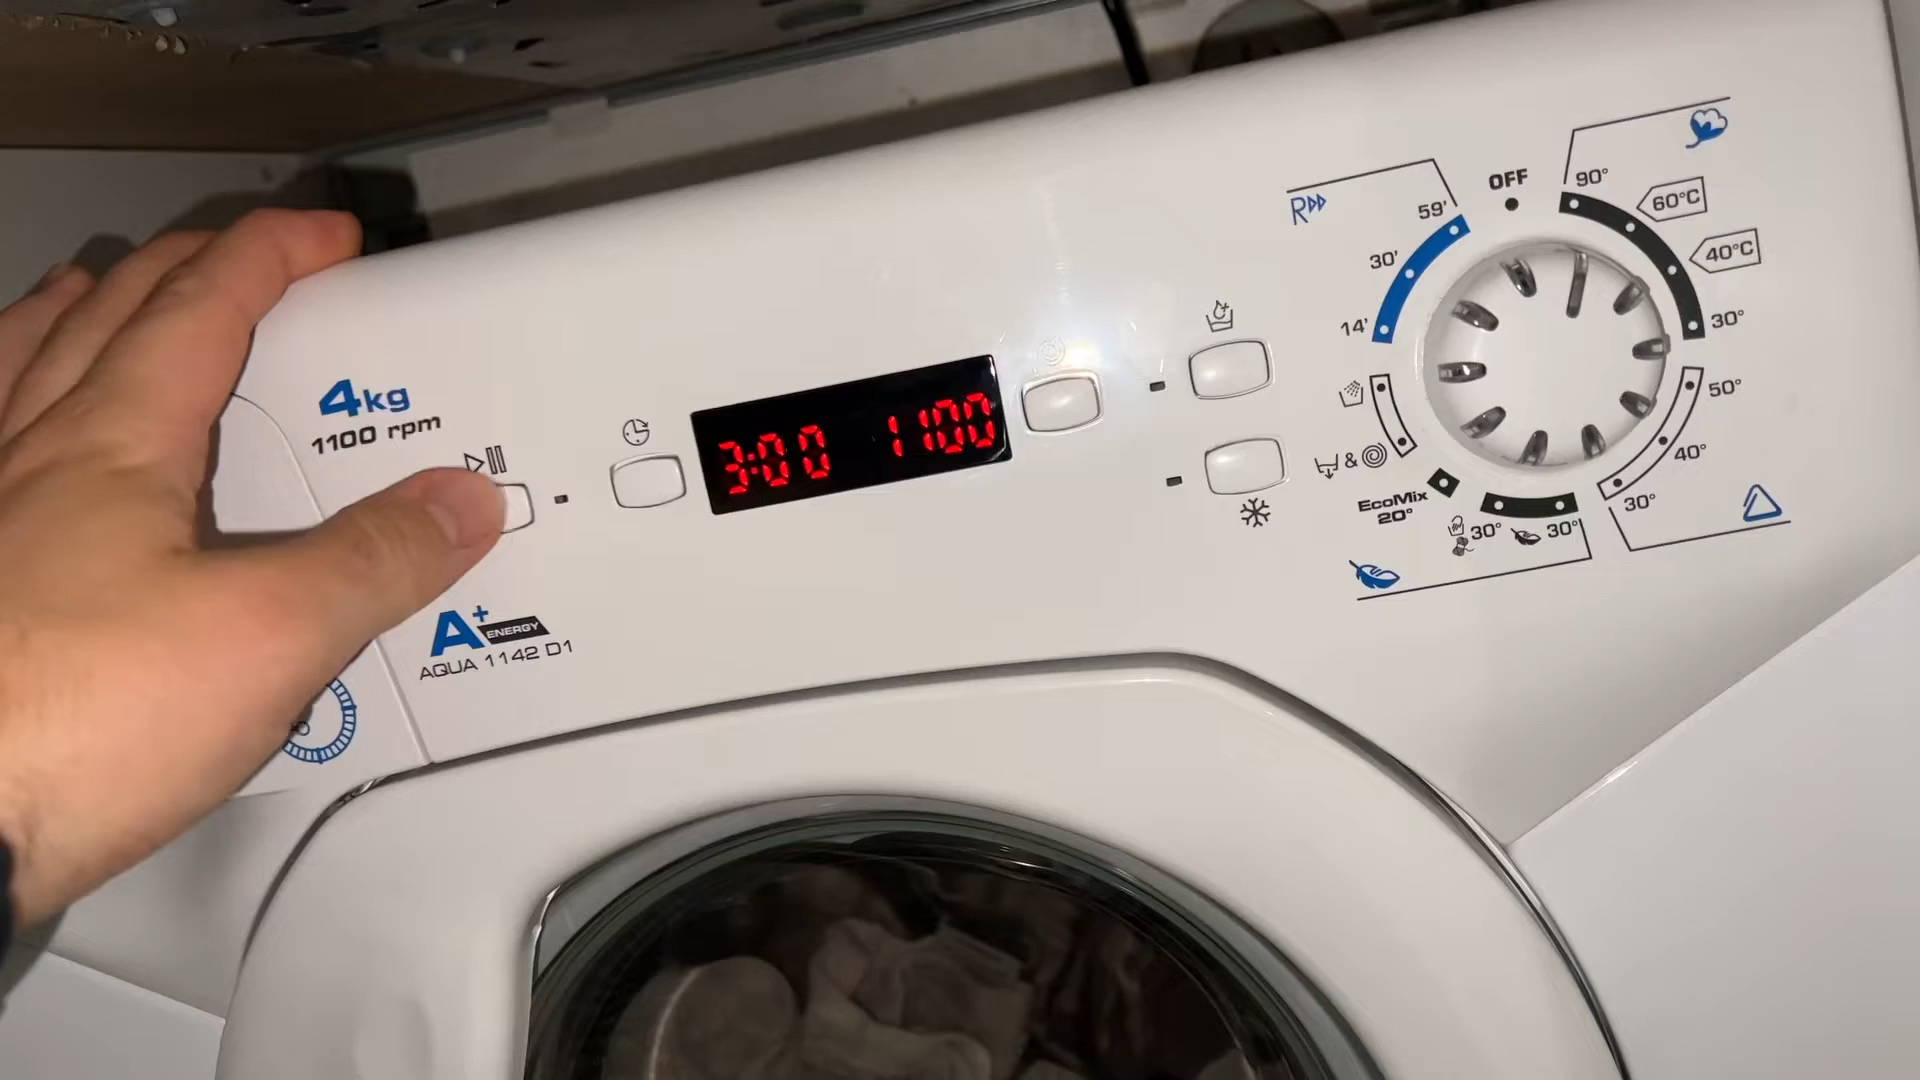 4kg
1100 rpm
3:00 1100
A+ ENERGY
AQUA 1142 D1
OFF
90°
60°C
40°C
30°
50°
40°
30°
59'
30'
14'
&
EcoMix
20°
30°
30°